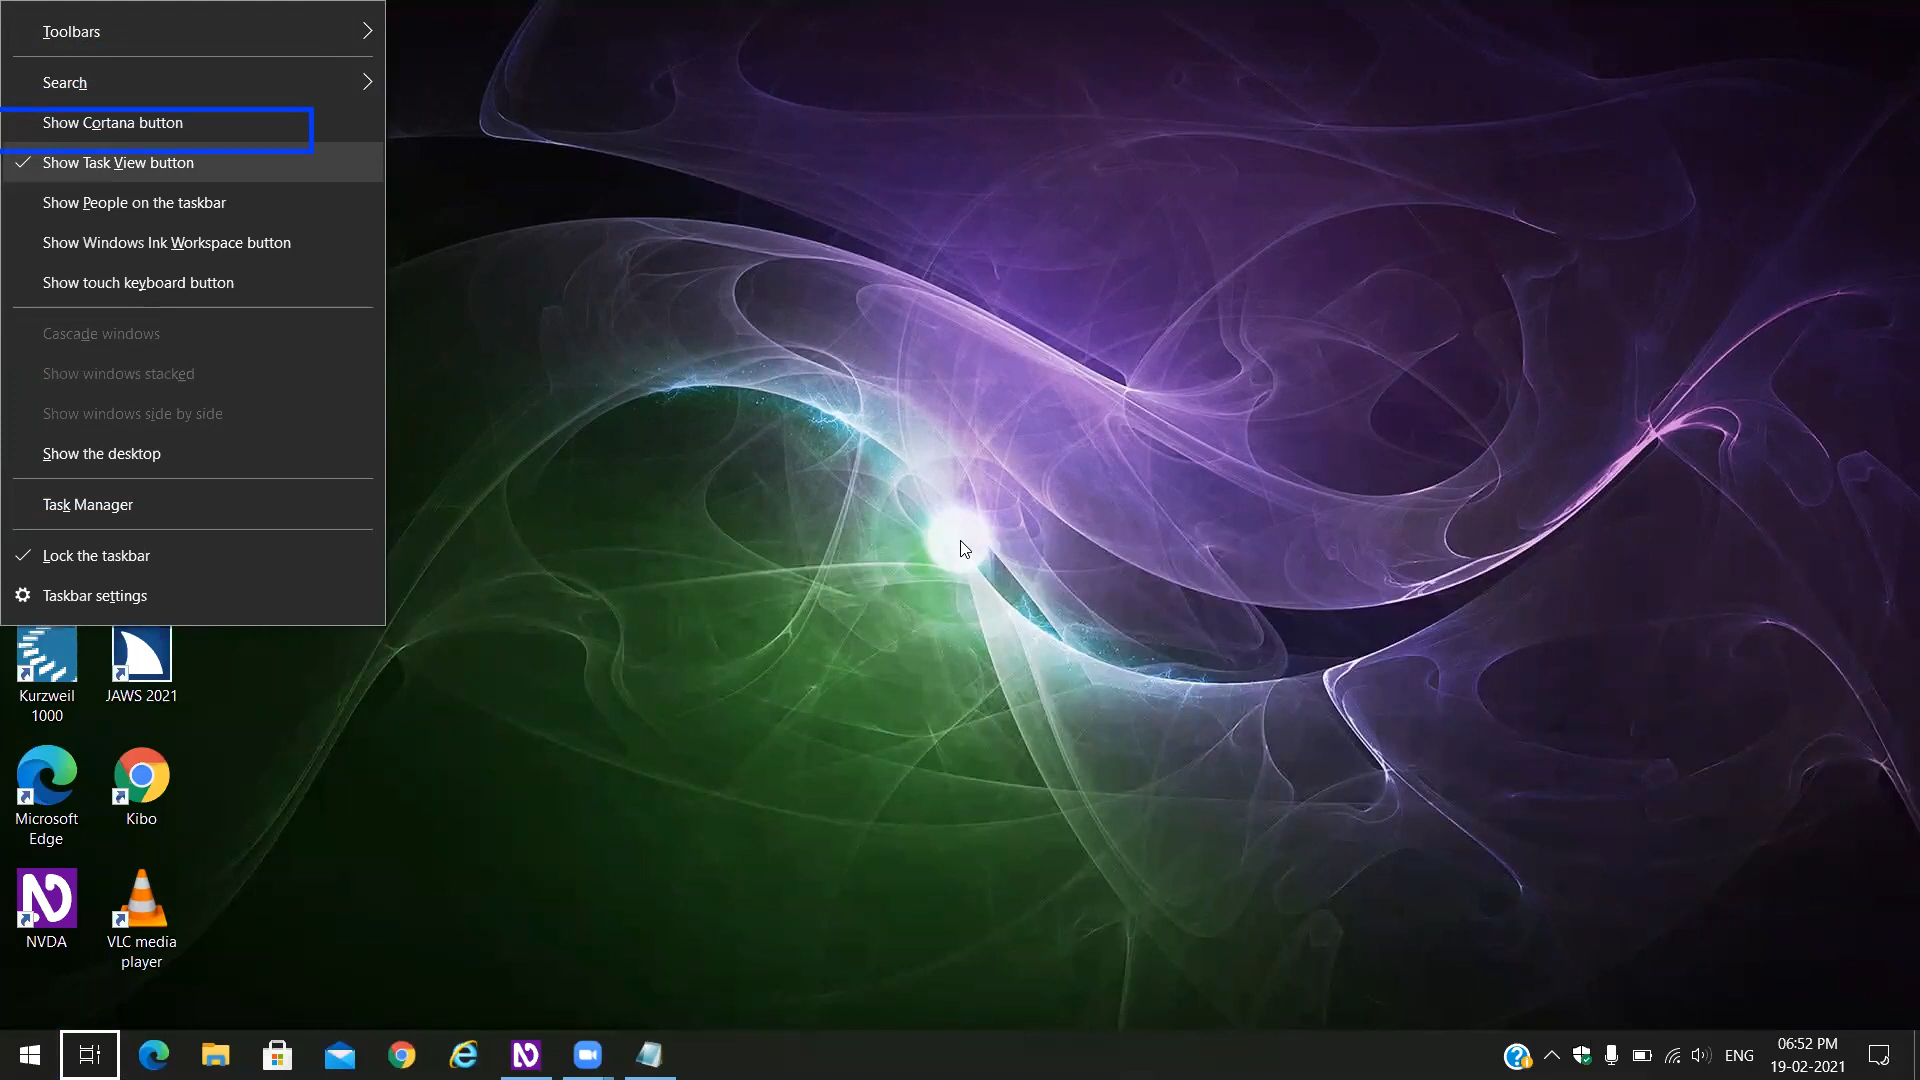 Toolbars
Search
Show Cortana button
Show Task View button
Show People on the taskbar
Show Windows Ink Workspace button
Show touch keyboard button
Cascade windows
Show windows stacked
Show windows side by side
Show the desktop
Task Manager
Lock the taskbar
Taskbar settings
Kurzweil
1000
JAWS 2021
Microsoft
Edge
Kibo
NVDA
VLC media
player
ENG
06:52 PM
19-02-2021